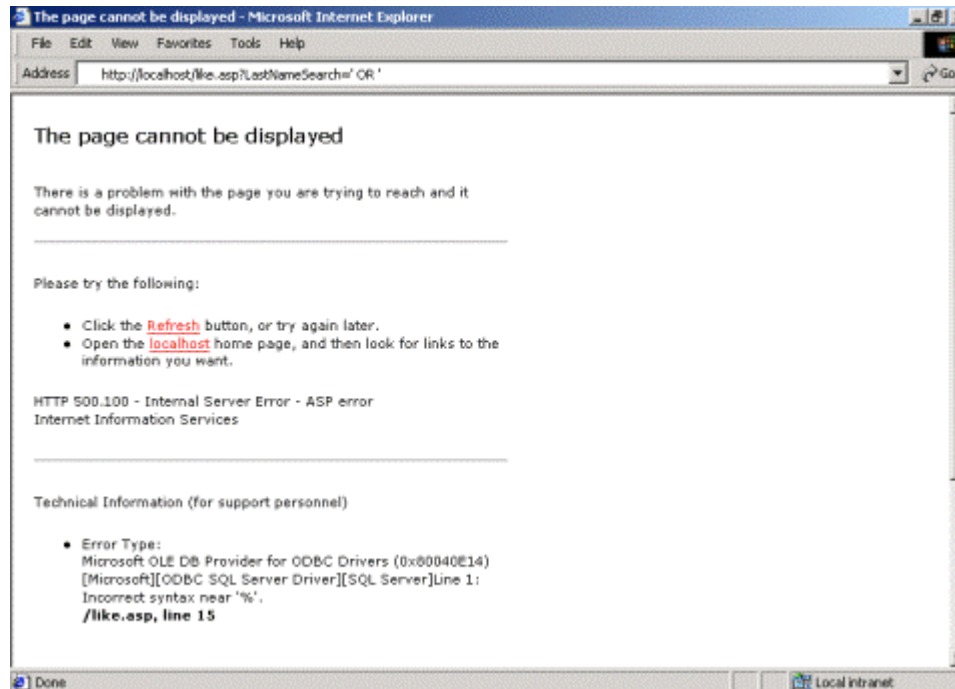 The page cannot be displayed - Microsoft Internet Explorer
File Edit View Favorites Tools Help
Address http://localhost/like.asp?LastNameSearch=' OR ' Go
The page cannot be displayed
There is a problem with the page you are trying to reach and it
cannot be displayed.
Please try the following:
• Click the Refresh button, or try again later.
• Open the localhost home page, and then look for links to the
information you want.
HTTP 500.100 - Internal Server Error - ASP error
Internet Information Services
Technical Information (for support personnel)
• Error Type:
Microsoft OLE DB Provider for ODBC Drivers (0x80040E14)
[Microsoft][ODBC SQL Server Driver][SQL Server]Line 1:
Incorrect syntax near '%'.
/like.asp, line 15
Done Local intranet